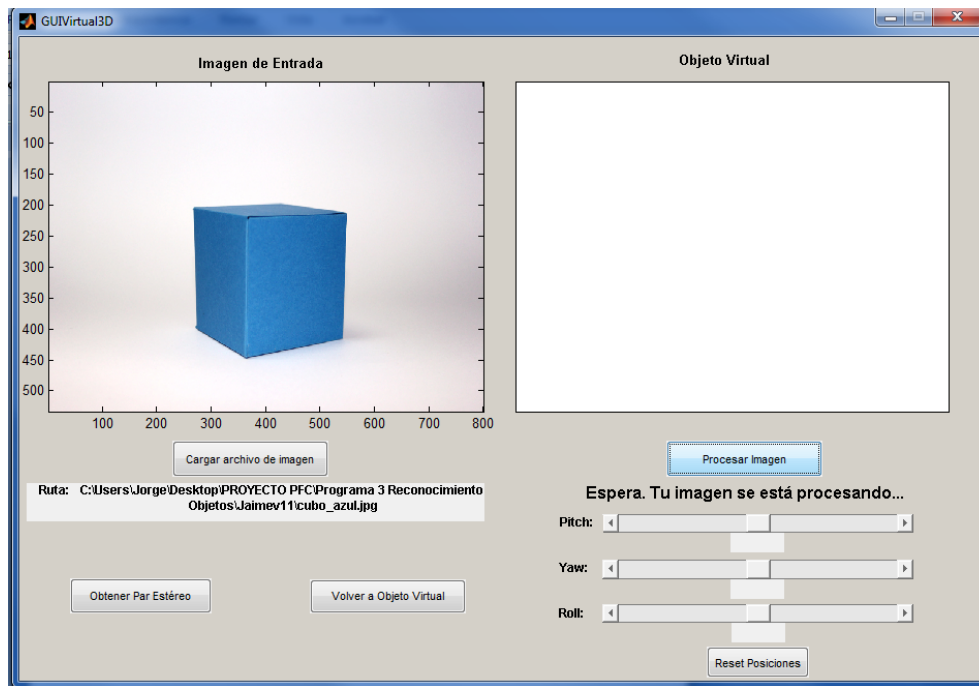 GUIVirtual3D
Imagen de Entrada
Objeto Virtual
50
100
150
200
250
300
350
400
450
500
100 200 300 400 500 600 700 800
Cargar archivo de imagen
Procesar Imagen
Ruta: C:\Users\Jorge\Desktop\PROYECTO PFC\Programa 3 Reconocimiento
Objetos\Jaimev11\cubo_azul.jpg
Espera. Tu imagen se está procesando...
Pitch:
Yaw:
Roll:
Obtener Par Estéreo
Volver a Objeto Virtual
Reset Posiciones